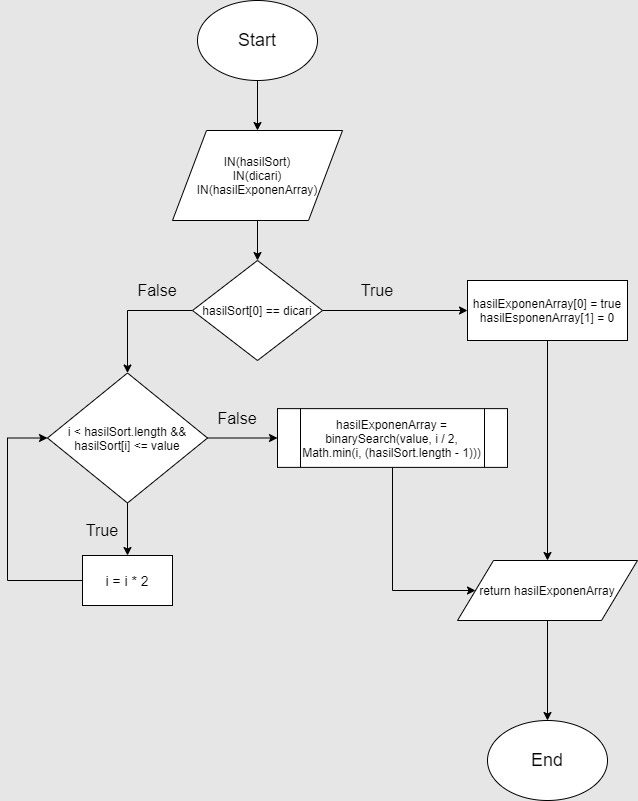 Start
IN(hasilSort)
IN(dicari)
IN(hasilExponenArray)
False
True
hasilSort[0] == dicari
hasilExponenArray[0] = true
hasilEsponenArray[1] = 0
i < hasilSort.length &&
hasilSort[i] <= value
False
hasilExponenArray =
binarySearch(value, i / 2,
Math.min(i, (hasilSort.length - 1)))
True
i = i * 2
return hasilExponenArray
End